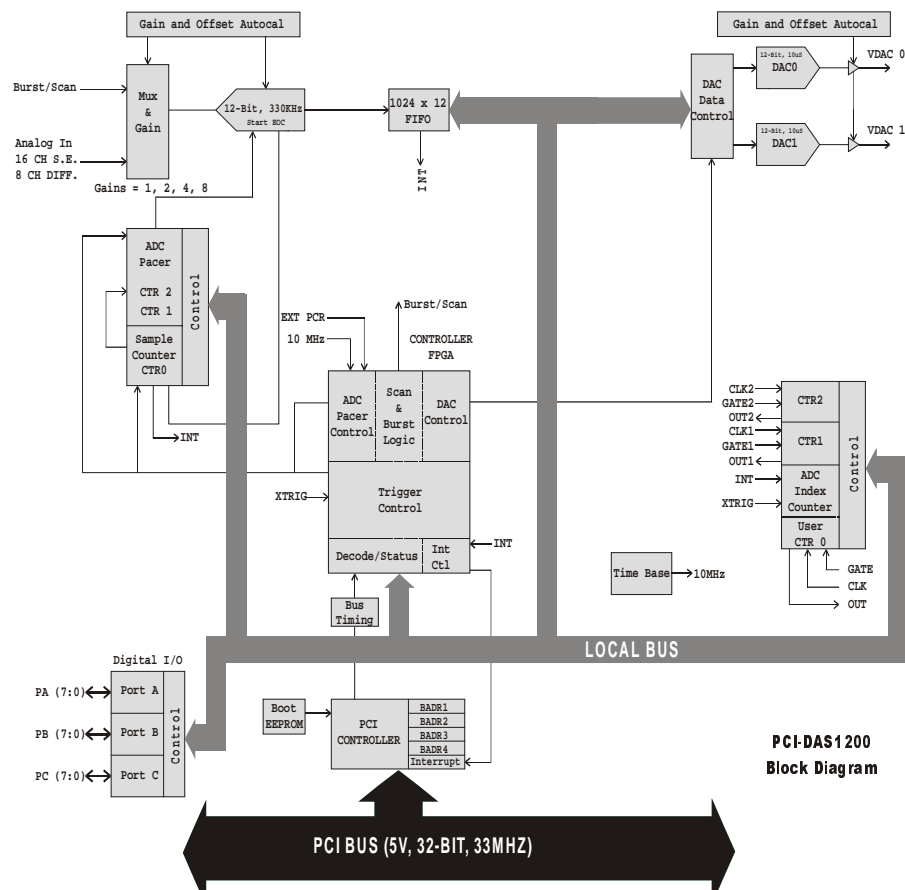 Gain and Offset Autocal
Burst/Scan
Mux
&
Gain
12-Bit, 330KHz
Start EOC
1024 x 12
FIFO
INT
Analog In
16 CH S.E.
8 CH DIFF.
Gains = 1, 2, 4, 8
Gain and Offset Autocal
DAC
Data
Control
12-Bit, 10uS
DAC0
VDAC 0
12-Bit, 10uS
DAC1
VDAC 1
ADC
Pacer
CTR 2
CTR 1
Control
Sample
Counter
CTR0
INT
EXT PCR
10 MHz
Burst/Scan
CONTROLLER
FPGA
ADC
Pacer
Control
Scan
&
Burst
Logic
DAC
Control
XTRIG
Trigger
Control
Decode/Status
Int
Ctl
INT
Bus
Timing
CLK2
GATE2
OUT2
CLK1
GATE1
OUT1
INT
XTRIG
CTR2
CTR1
ADC
Index
Counter
User
CTR 0
Control
GATE
CLK
OUT
Time Base
10MHz
LOCAL BUS
Digital I/O
PA (7:0)
Port A
PB (7:0)
Port B
PC (7:0)
Port C
Control
Boot
EEPROM
PCI
CONTROLLER
BADR1
BADR2
BADR3
BADR4
Interrupt
PCI-DAS1200
Block Diagram
PCI BUS (5V, 32-BIT, 33MHZ)